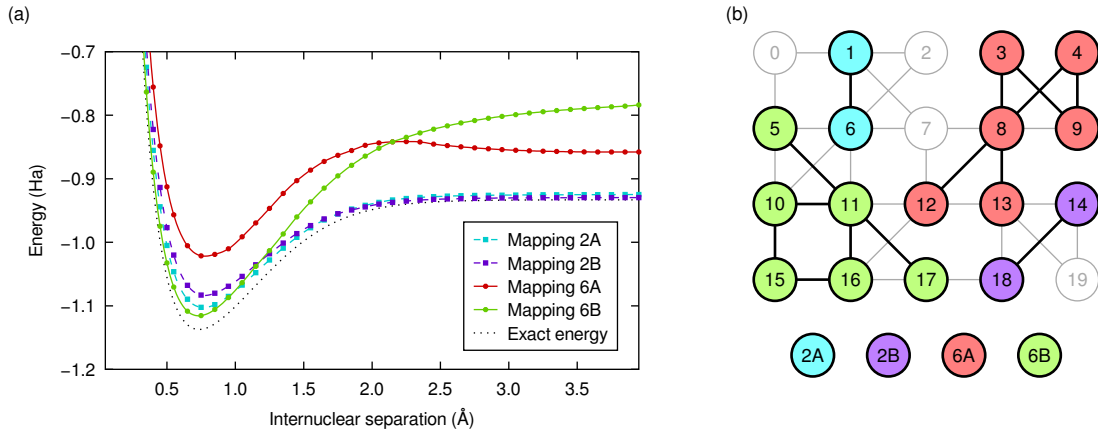 (a)
−0.7
−0.8
−0.9
−1.0
−1.1
−1.2
Energy (Ha)
0.5 1.0 1.5 2.0 2.5 3.0 3.5
Internuclear separation (Å)
Mapping 2A
Mapping 2B
Mapping 6A
Mapping 6B
Exact energy
(b)
0 1 2 3 4
5 6 7 8 9
10 11 12 13 14
15 16 17 18 19
2A 2B 6A 6B